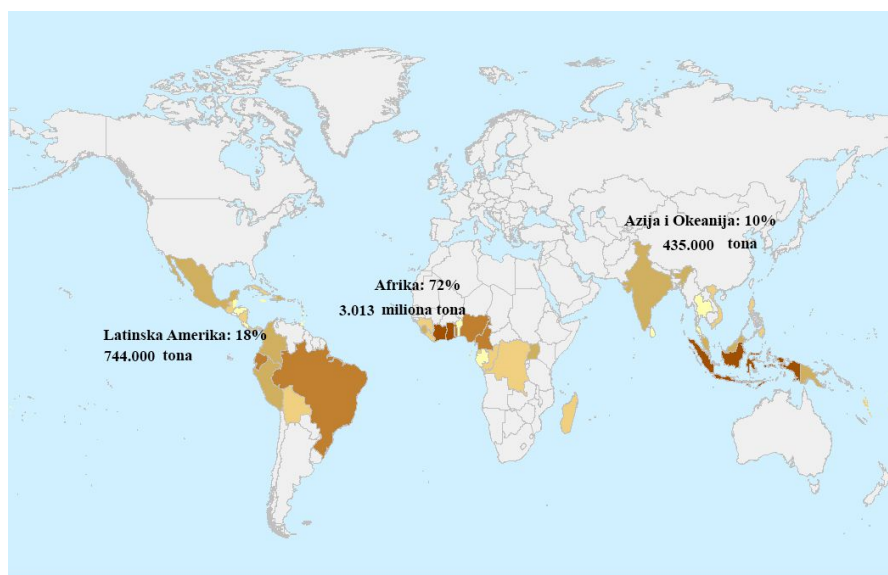 Azija i Okeanija: 10%
435.000 tona
Afrika: 72%
3.013 miliona tona
Latinska Amerika: 18%
744.000 tona